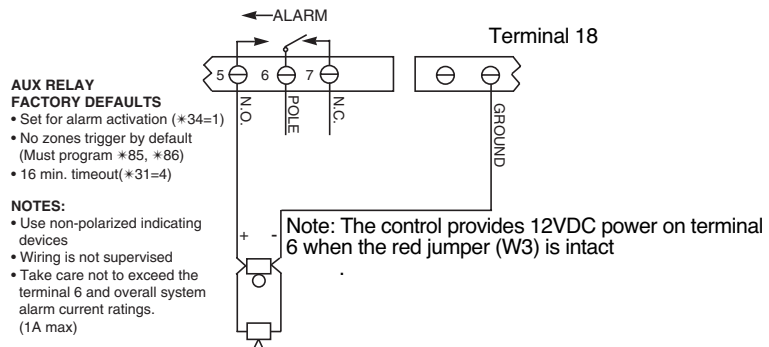 ALARM
Terminal 18
5 6 7
N.O.
POLE
N.C.
GROUND
AUX RELAY
FACTORY DEFAULTS
• Set for alarm activation (✳34=1)
• No zones trigger by default
(Must program ✳85, ✳86)
• 16 min. timeout(✳31=4)
NOTES:
• Use non-polarized indicating
devices
• Wiring is not supervised
• Take care not to exceed the
terminal 6 and overall system
alarm current ratings.
(1A max)
+ -
Note: The control provides 12VDC power on terminal
6 when the red jumper (W3) is intact
.